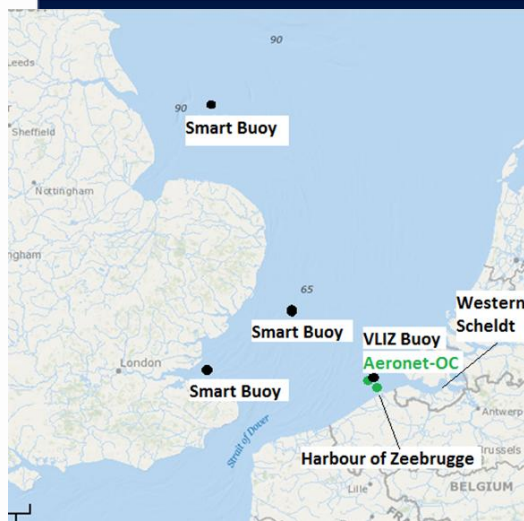 90
Leeds
90
Smart Buoy
Sheffield
Nottingham
ngham
65
Western
Scheldt
Smart Buoy
VLIZ Buoy
Aeronet-OC
London
Smart Buoy
Antwerp
Strait of Dover
Harbour of Zeebrugge
Brussels
Lille
BELGIUM
FR